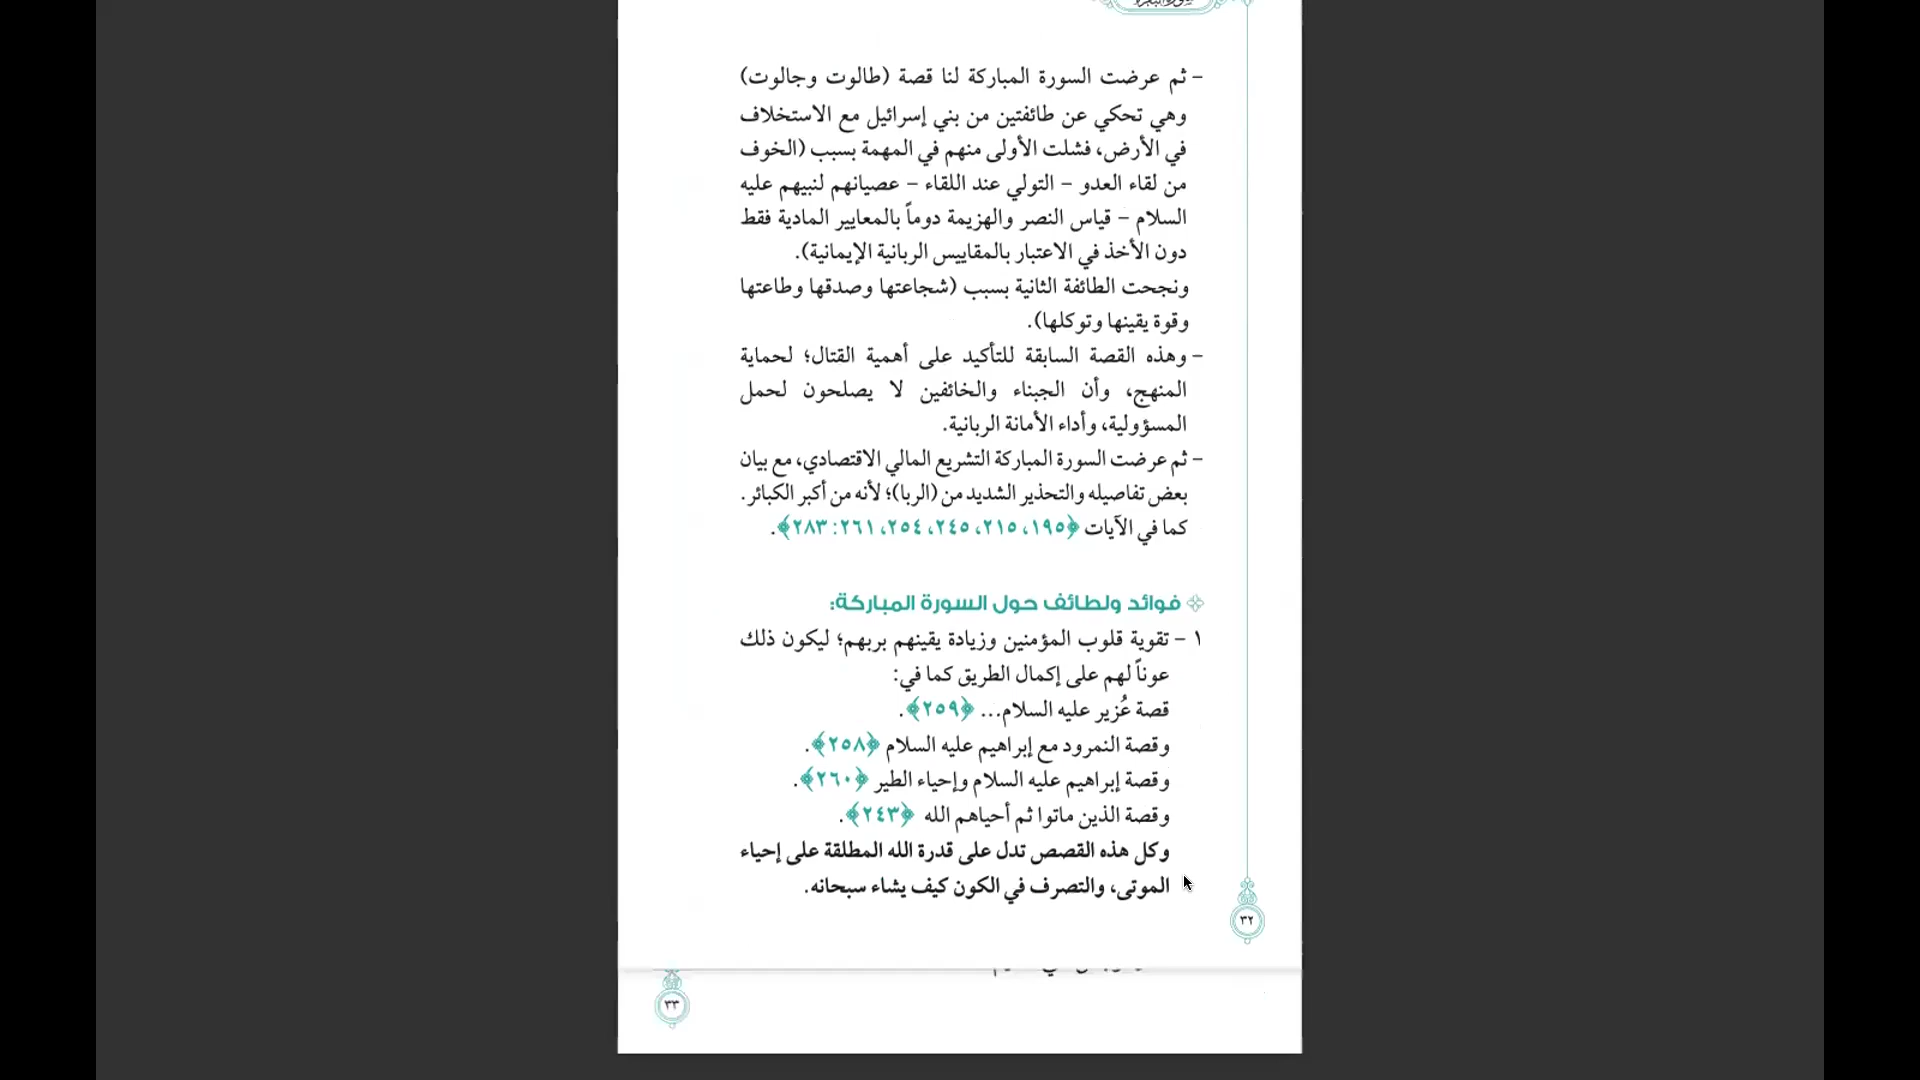 - ثم عرضت السورة المباركة لنا قصة (طالوت وجالوت)
وهي تحكي عن طائفتين من بني إسرائيل مع الاستخلاف
في الأرض، فشلت الأولى منهم في المهمة بسبب (الخوف
من لقاء العدو – التولي عند اللقاء – عصيانهم لنبيهم عليه
السلام – قياس النصر والهزيمة دوماً بالمعايير المادية فقط
دون الأخذ في الاعتبار بالمقاييس الربانية الإيمانية).
ونجحت الطائفة الثانية بسبب (شجاعتها وصدقها وطاعتها
وقوة يقينها وتوكلها).
- وهذه القصة السابقة للتأكيد على أهمية القتال؛ لحماية
المنهج، وأن الجبناء والخائفين لا يصلحون لحمل
المسؤولية، وأداء الأمانة الربانية.
- ثم عرضت السورة المباركة التشريع المالي الاقتصادي، مع بيان
بعض تفاصيله والتحذير الشديد من (الربا)؛ لأنه من أكبر الكبائر.
كما في الآيات ﴿١٩٥، ٢١٥، ٢٤٥، ٢٥٤، ٢٦١: ٢٨٣﴾.
فوائد ولطائف حول السورة المباركة:
١ – تقوية قلوب المؤمنين وزيادة يقينهم بربهم؛ ليكون ذلك
عوناً لهم على إكمال الطريق كما في:
قصة عُزير عليه السلام... ﴿٢٥٩﴾.
وقصة النمرود مع إبراهيم عليه السلام ﴿٢٥٨﴾.
وقصة إبراهيم عليه السلام وإحياء الطير ﴿٢٦٠﴾.
وقصة الذين ماتوا ثم أحياهم الله ﴿٢٤٣﴾.
وكل هذه القصص تدل على قدرة الله المطلقة على إحياء
الموتى، والتصرف في الكون كيف يشاء سبحانه.
٣٢
٣٣